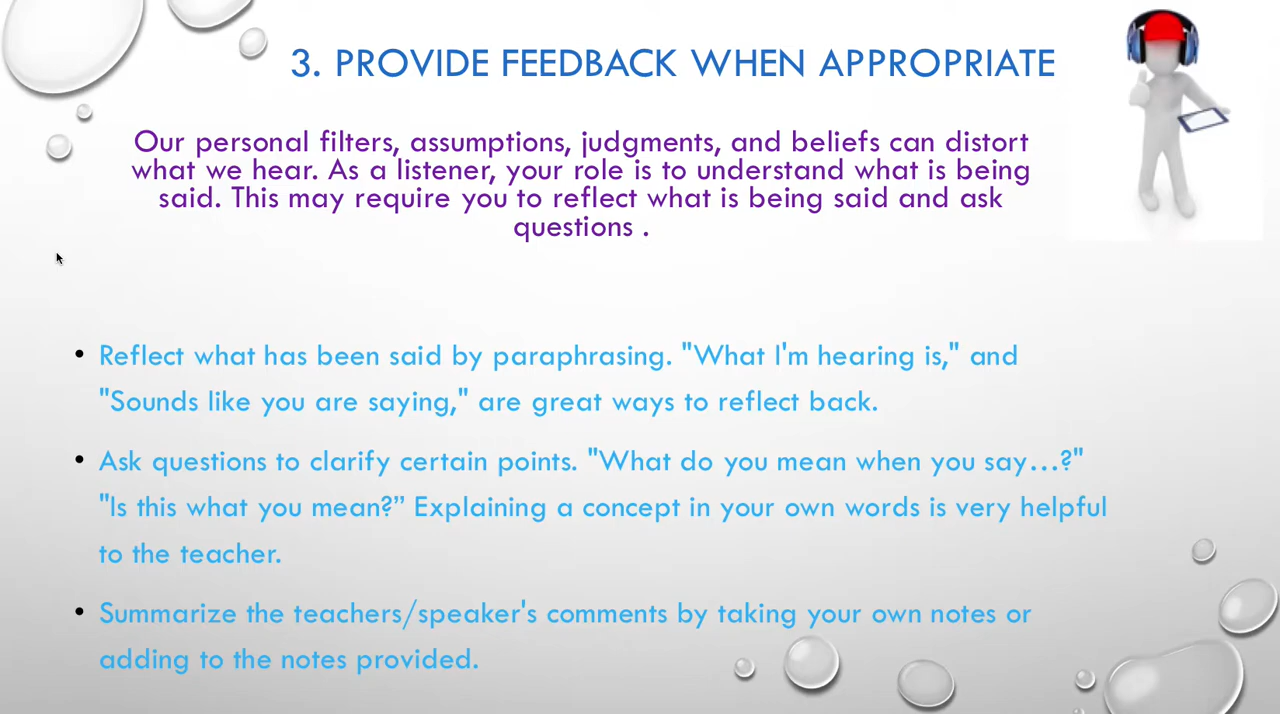 3. PROVIDE FEEDBACK WHEN APPROPRIATE
Our personal filters, assumptions, judgments, and beliefs can distort
what we hear. As a listener, your role is to understand what is being
said. This may require you to reflect what is being said and ask
questions .
• Reflect what has been said by paraphrasing. "What I'm hearing is," and
"Sounds like you are saying," are great ways to reflect back.
• Ask questions to clarify certain points. "What do you mean when you say…?"
"Is this what you mean?” Explaining a concept in your own words is very helpful
to the teacher.
• Summarize the teachers/speaker's comments by taking your own notes or
adding to the notes provided.